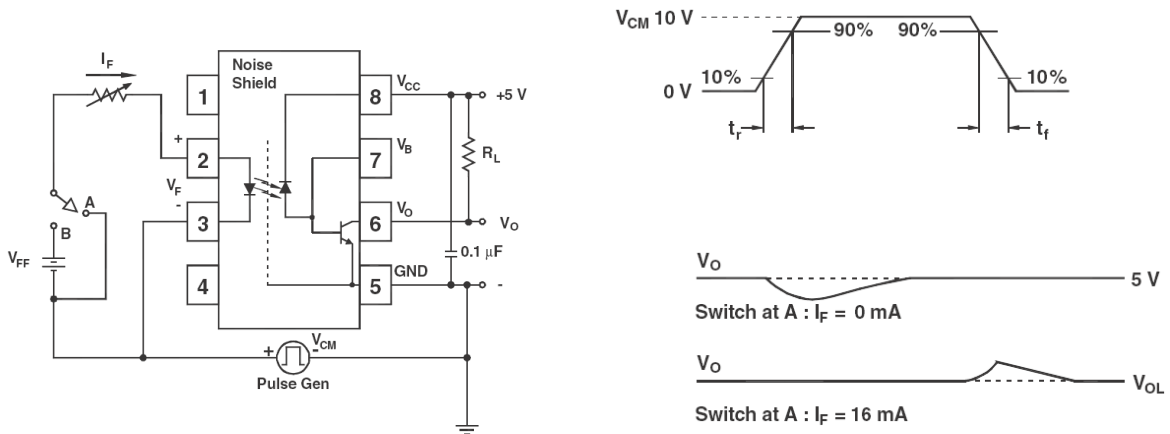 I_F
Noise
Shield
1
2
3
4
8
7
6
5
V_CC
V_B
V_O
GND
+
V_F
-
A
B
V_FF
+5 V
R_L
V_O
0.1 μF
-
+
V_CM
-
Pulse Gen
V_CM 10 V
90%
90%
10%
10%
0 V
t_r
t_f
V_O
5 V
Switch at A : I_F = 0 mA
V_O
V_OL
Switch at A : I_F = 16 mA